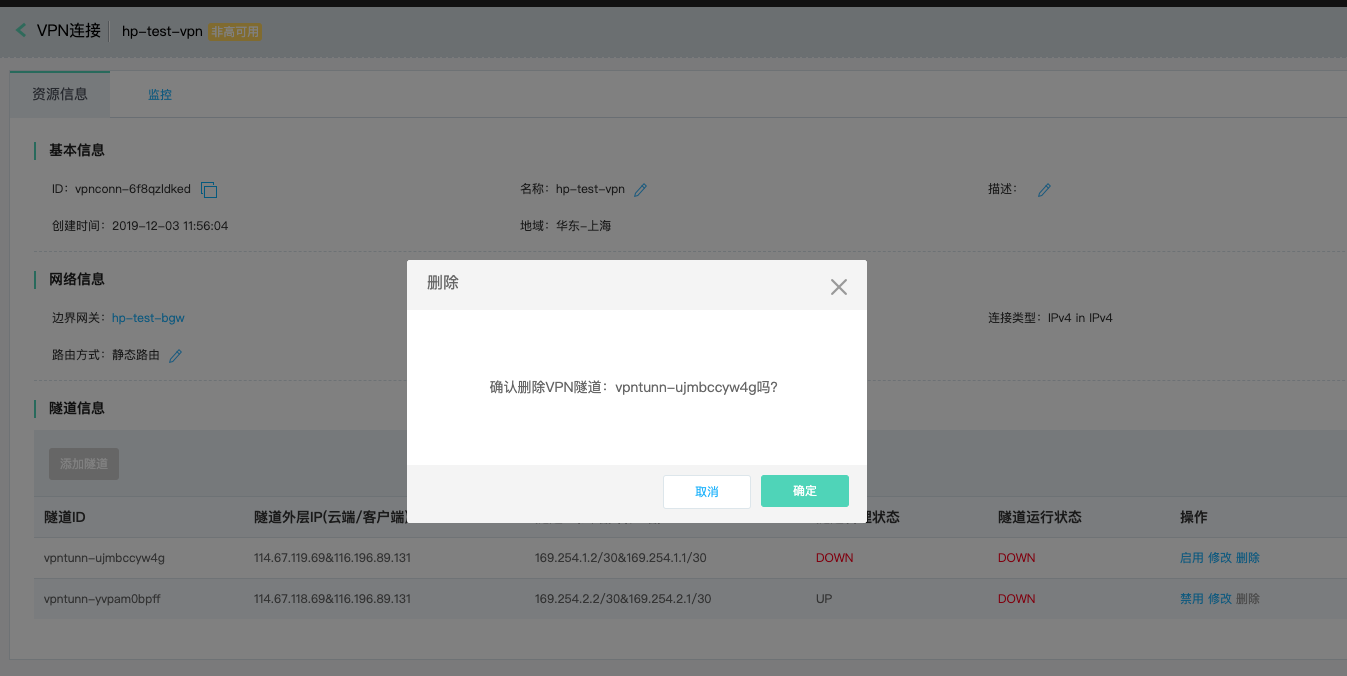 VPN连接 hp-test-vpn 非高可用
资源信息 监控
基本信息
ID： vpnconn-6f8qzldked 名称： hp-test-vpn 描述：
创建时间： 2019-12-03 11:56:04 地域： 华东-上海
网络信息
边界网关： hp-test-bgw 连接类型： IPv4 in IPv4
路由方式： 静态路由
隧道信息
添加隧道
删除
确认删除VPN隧道： vpntunn-ujmbccyw4g吗?
取消 确定
隧道ID 隧道外层IP(云端/客户端) 状态 隧道运行状态 操作
vpntunn-ujmbccyw4g 114.67.119.69&116.196.89.131 169.254.1.2/30&169.254.1.1/30 DOWN DOWN 启用 修改 删除
vpntunn-yvpam0bpff 114.67.118.69&116.196.89.131 169.254.2.2/30&169.254.2.1/30 UP DOWN 禁用 修改 删除